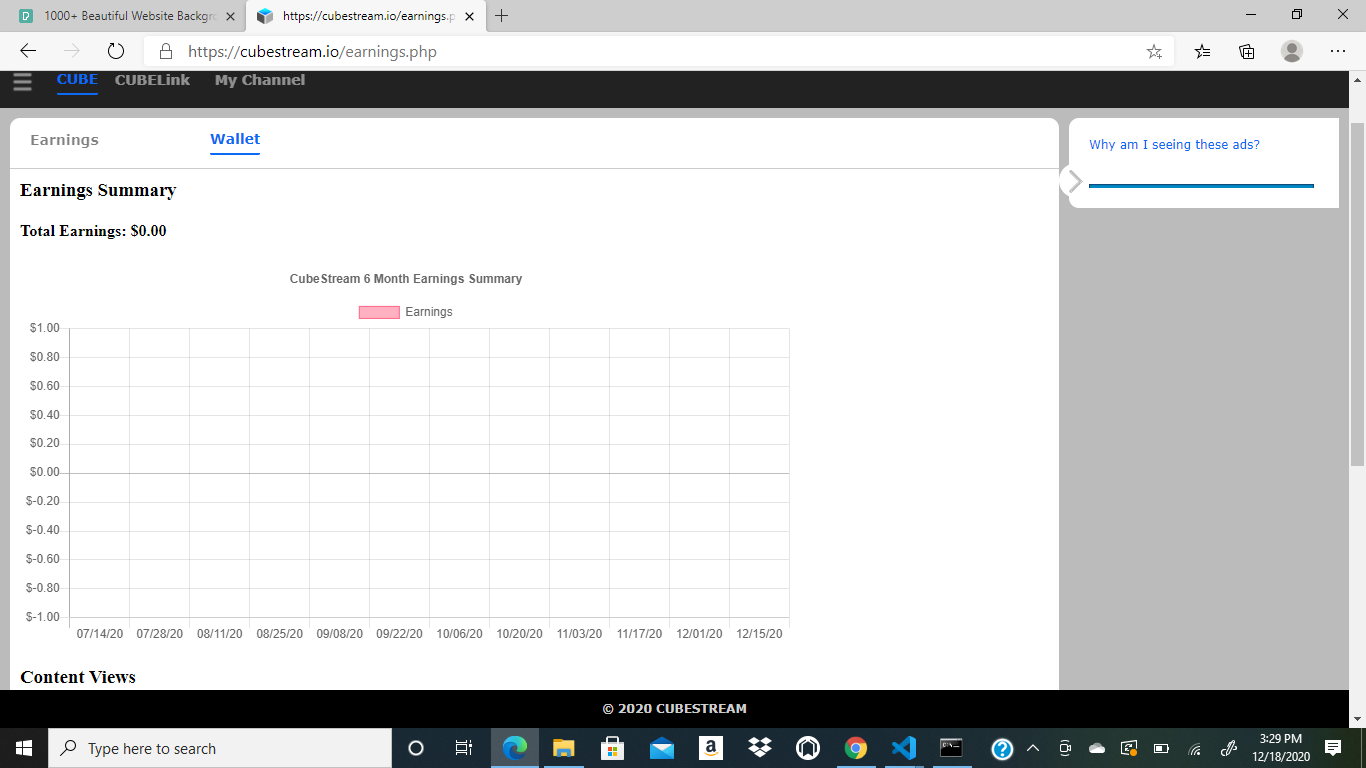 1000+ Beautiful Website Backgr
https://cubestream.io/earnings.p
https://cubestream.io/earnings.php
CUBE CUBELink My Channel
Earnings Wallet
Why am I seeing these ads?
Earnings Summary
Total Earnings: $0.00
CubeStream 6 Month Earnings Summary
Earnings
$1.00
$0.80
$0.60
$0.40
$0.20
$0.00
$-0.20
$-0.40
$-0.60
$-0.80
$-1.00
07/14/20 07/28/20 08/11/20 08/25/20 09/08/20 09/22/20 10/06/20 10/20/20 11/03/20 11/17/20 12/01/20 12/15/20
Content Views
© 2020 CUBESTREAM
Type here to search
3:29 PM
12/18/2020